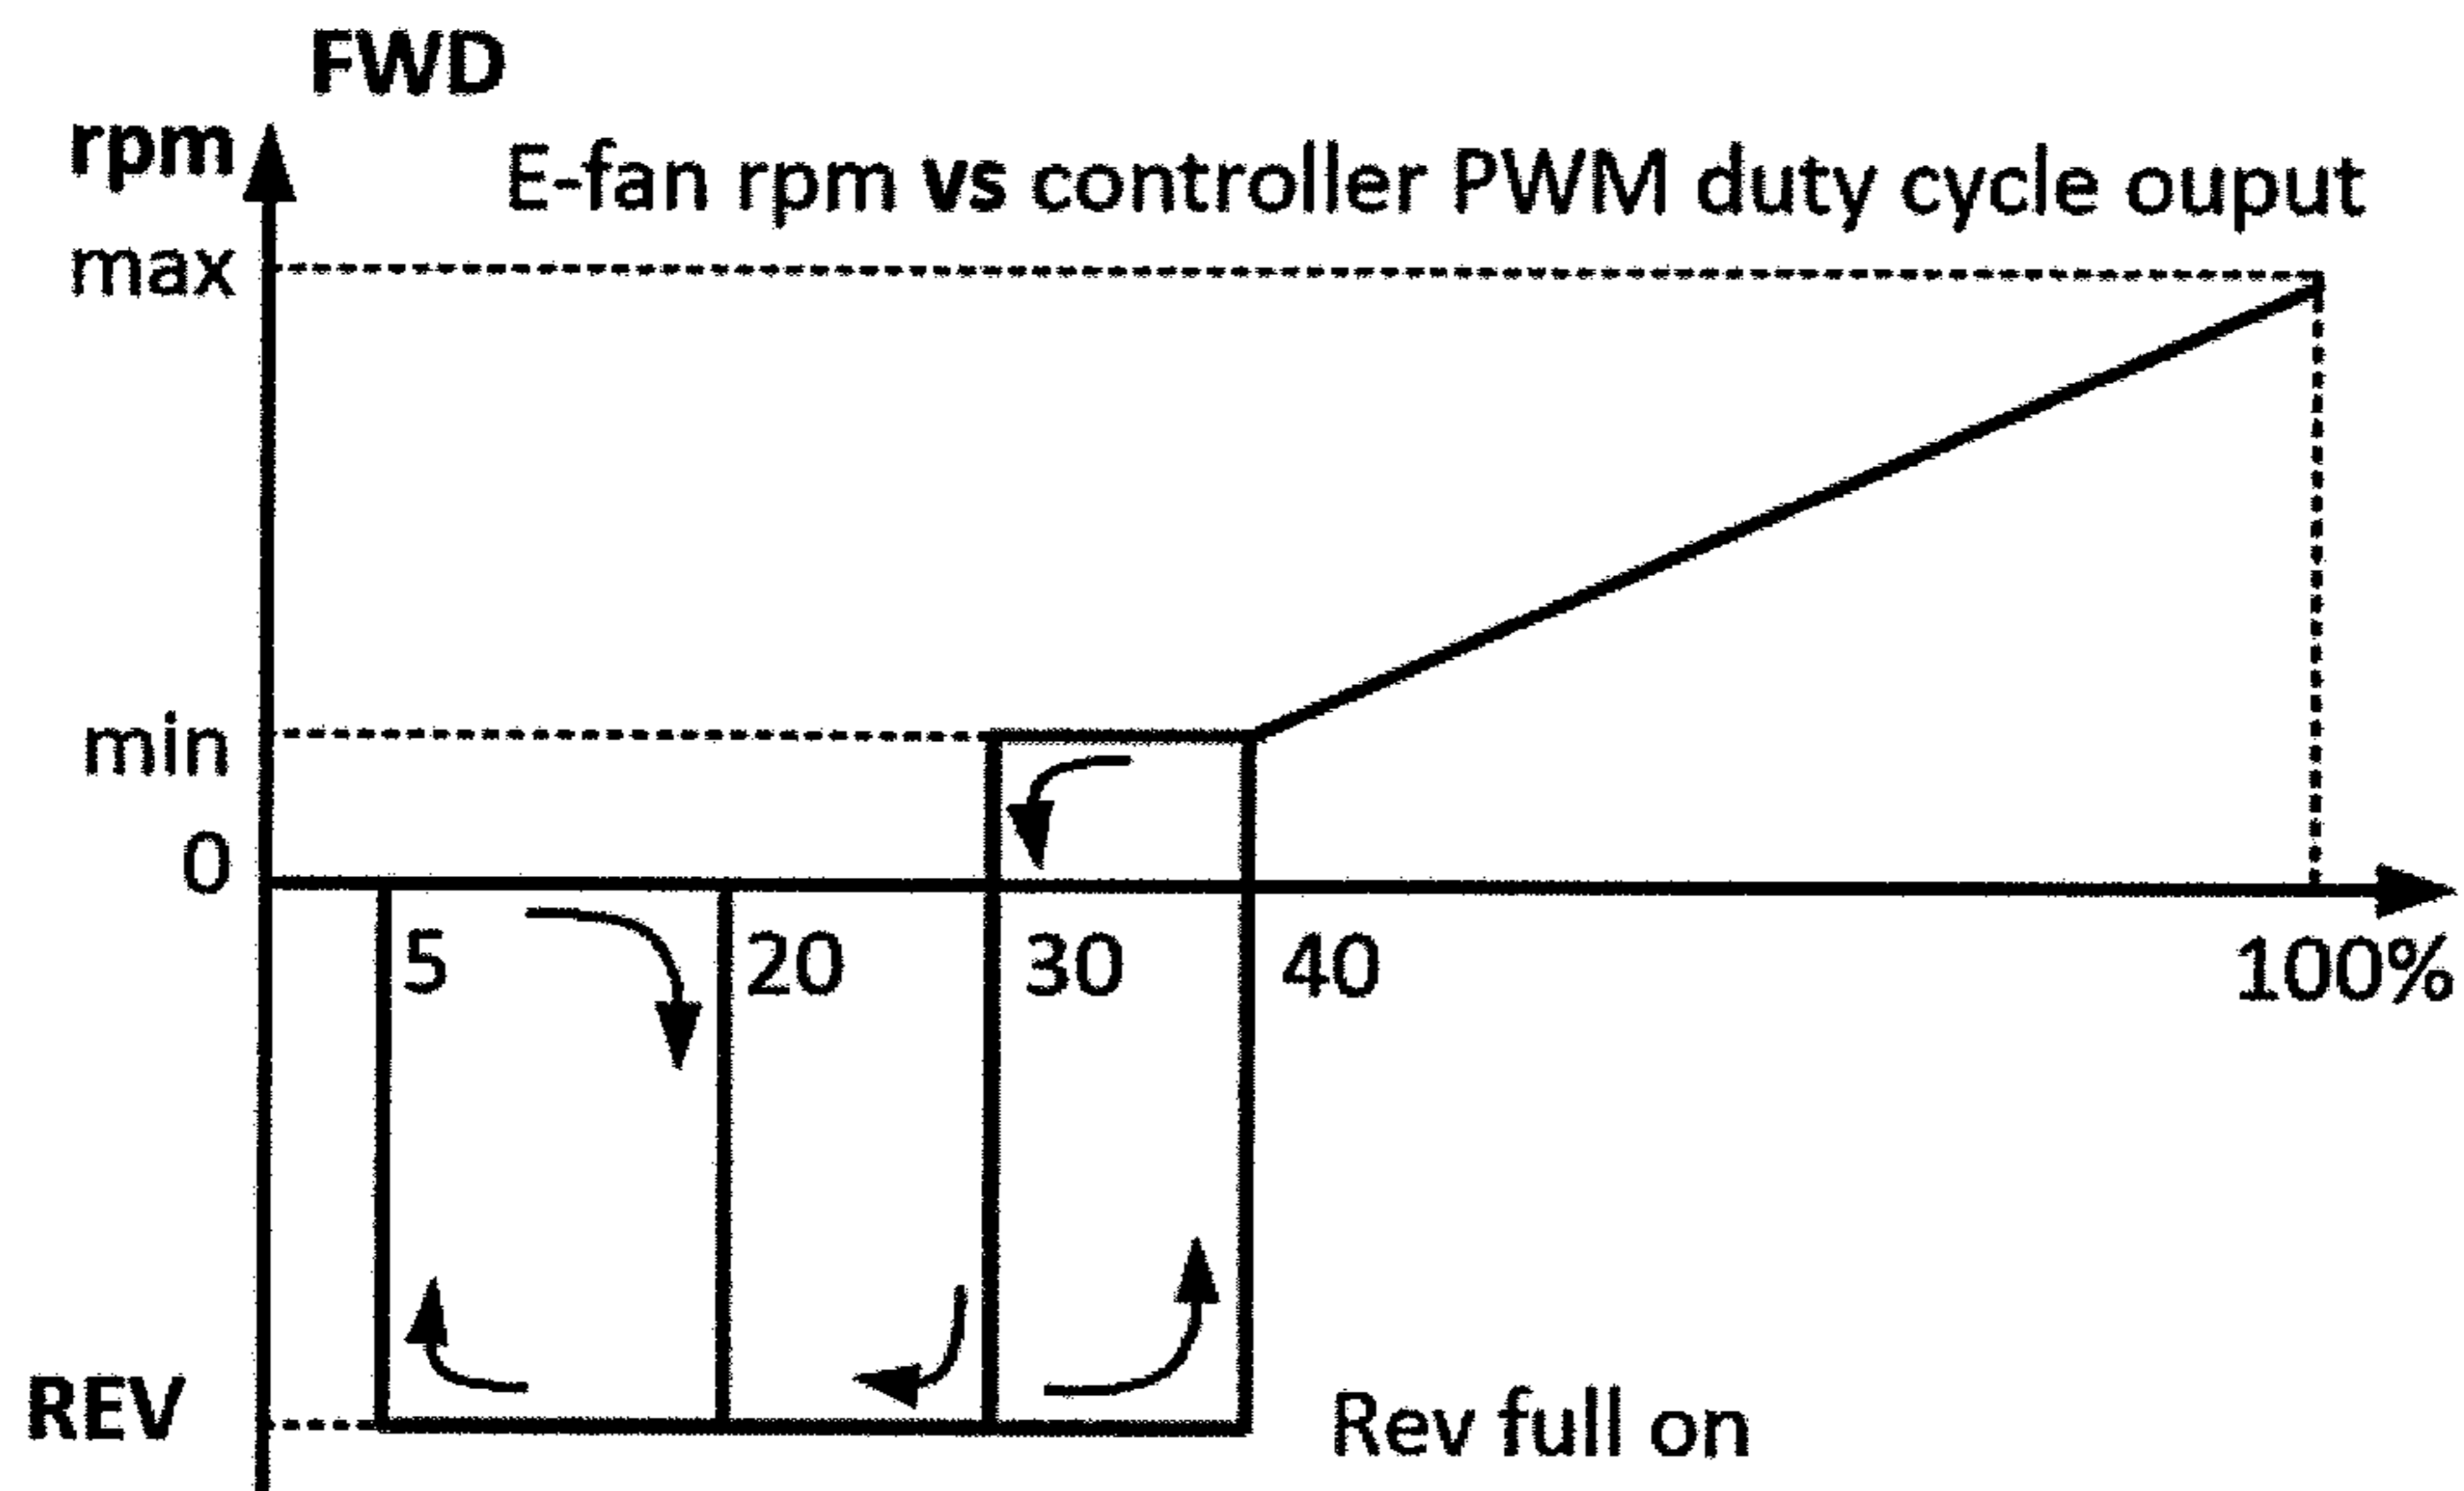 FWD
rpm
E-fan rpm vs controller PWM duty cycle ouput
max
min
0
5 20 30 40 100%
REV
Rev full on